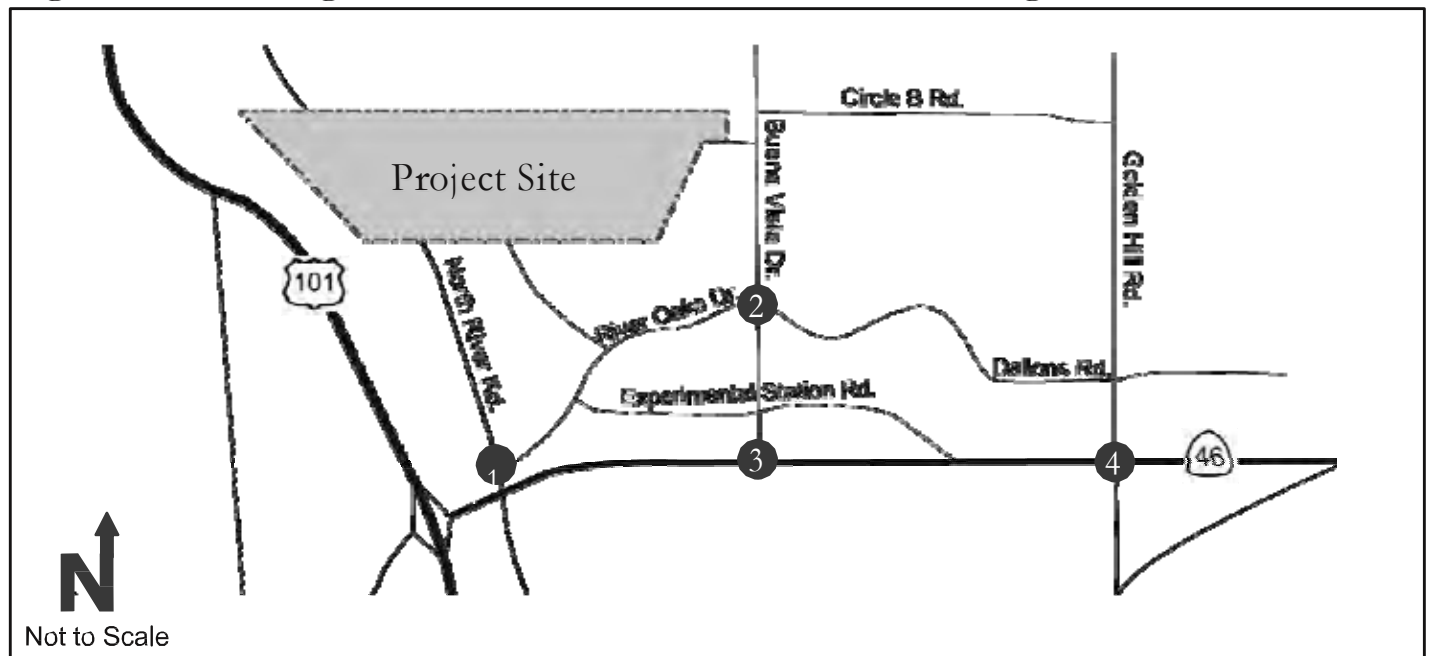 Circle B Rd.
Buena Vista Dr.
Golden Hill Rd.
Project Site
101
North River Rd.
River Oaks Dr.
2
Dallons Rd.
Experimental Station Rd.
1
3
4
46
N
Not to Scale